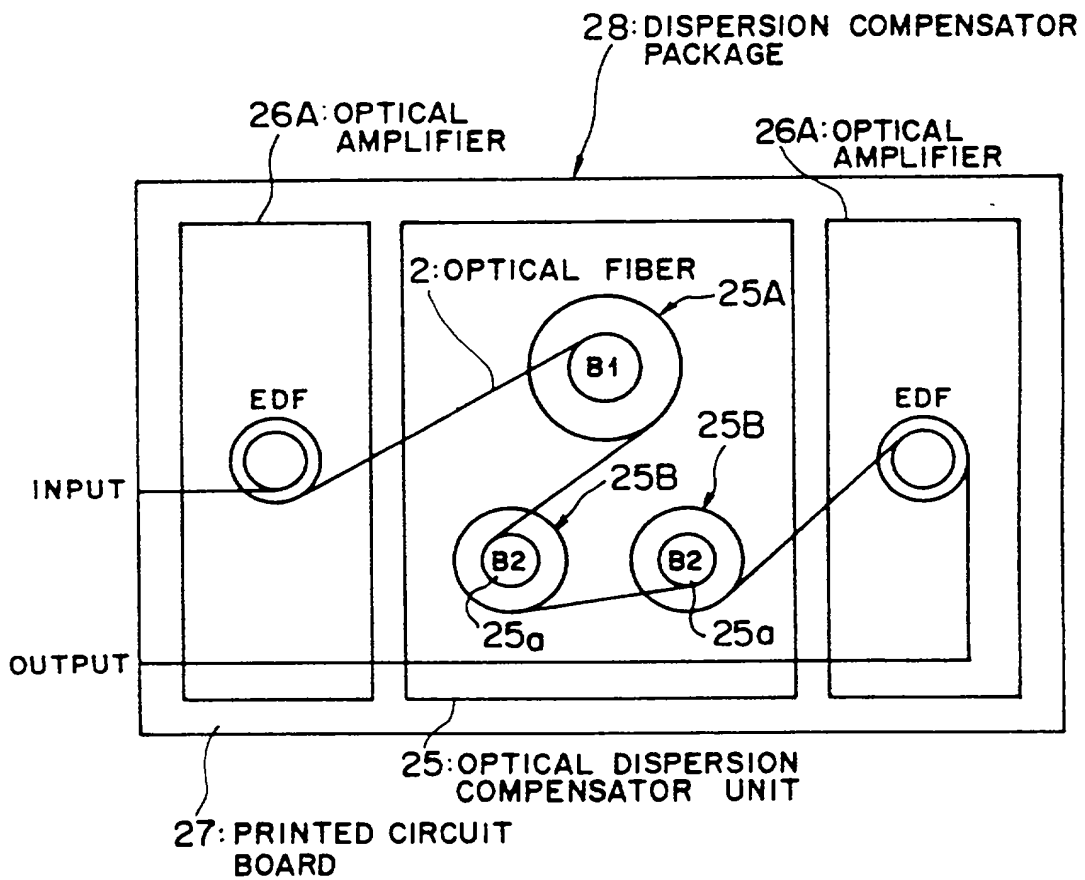 28: DISPERSION COMPENSATOR
PACKAGE
26A: OPTICAL
AMPLIFIER
26A: OPTICAL
AMPLIFIER
2: OPTICAL FIBER
25A
B1
EDF
EDF
25B
25B
INPUT
B2
B2
25a
25a
OUTPUT
25: OPTICAL DISPERSION
COMPENSATOR UNIT
27: PRINTED CIRCUIT
BOARD